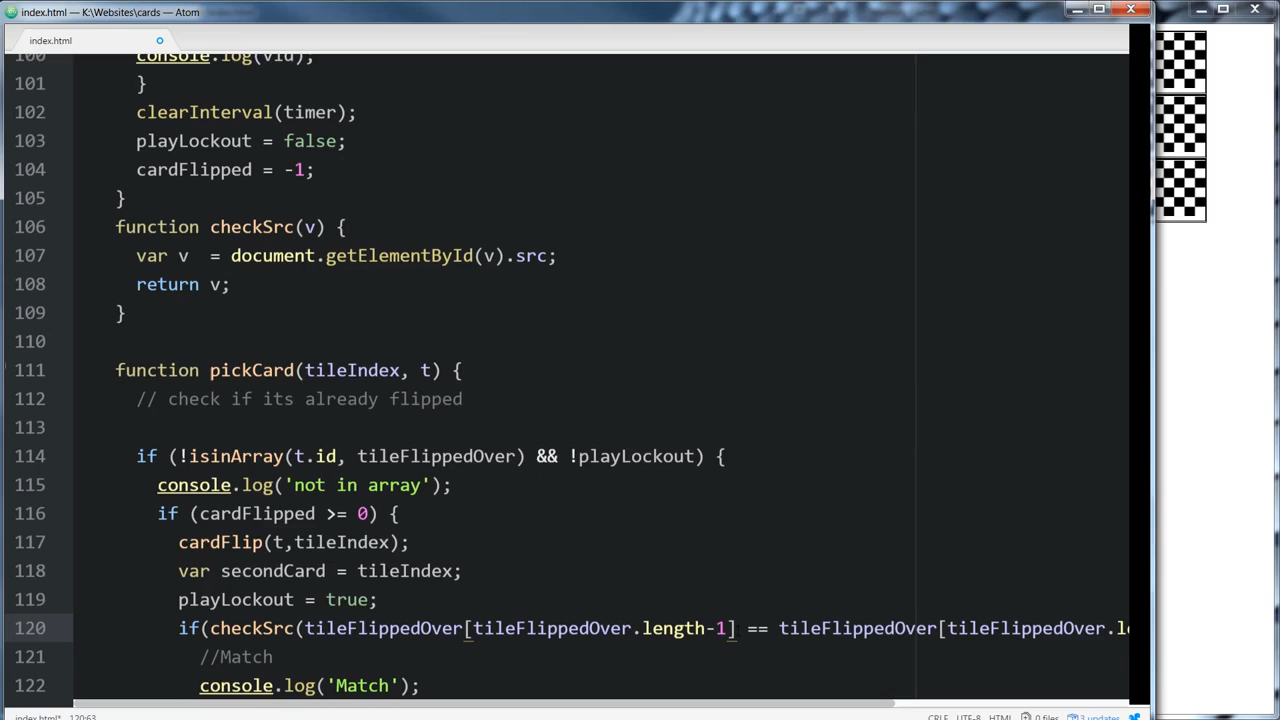 index.html — K:\Websites\cards — Atom
index.html
100 console.log(vid);
101 }
102 clearInterval(timer);
103 playLockout = false;
104 cardFlipped = -1;
105 }
106 function checkSrc(v) {
107 var v  = document.getElementById(v).src;
108 return v;
109 }
110
111 function pickCard(tileIndex, t) {
112 // check if its already flipped
113
114 if (!isinArray(t.id, tileFlippedOver) && !playLockout) {
115 console.log('not in array');
116 if (cardFlipped >= 0) {
117 cardFlip(t,tileIndex);
118 var secondCard = tileIndex;
119 playLockout = true;
120 if(checkSrc(tileFlippedOver[tileFlippedOver.length-1] == tileFlippedOver[tileFlippedOver.le
121 //Match
122 console.log('Match');
index.html* 120:63 CRLF UTF-8 HTML 0 files 3 updates